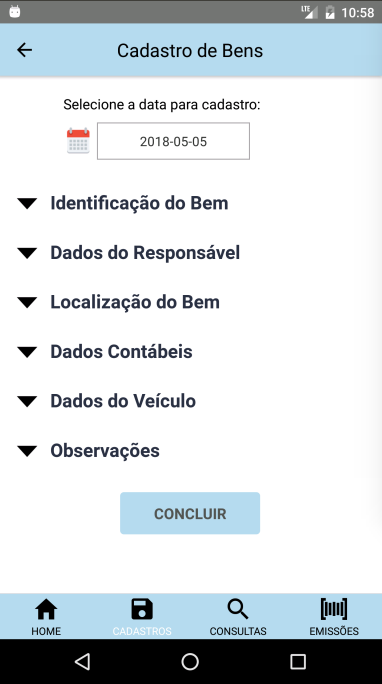 LTE 10:58
Cadastro de Bens
Selecione a data para cadastro:
2018-05-05
Identificação do Bem
Dados do Responsável
Localização do Bem
Dados Contábeis
Dados do Veículo
Observações
CONCLUIR
HOME CADASTROS CONSULTAS EMISSÕES